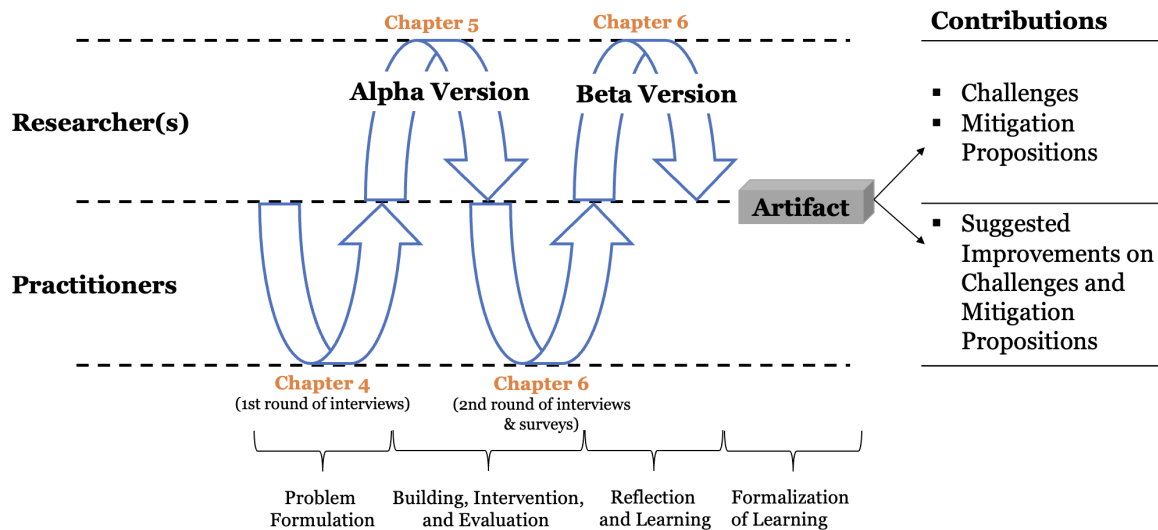 Chapter 5
Chapter 6
Contributions
Alpha Version
Beta Version
Researcher(s)
▪ Challenges
▪ Mitigation
Propositions
Artifact
Practitioners
▪ Suggested
Improvements on
Challenges and
Mitigation
Propositions
Chapter 4
(1st round of interviews)
Chapter 6
(2nd round of interviews
& surveys)
Problem
Formulation
Building, Intervention,
and Evaluation
Reflection
and Learning
Formalization
of Learning